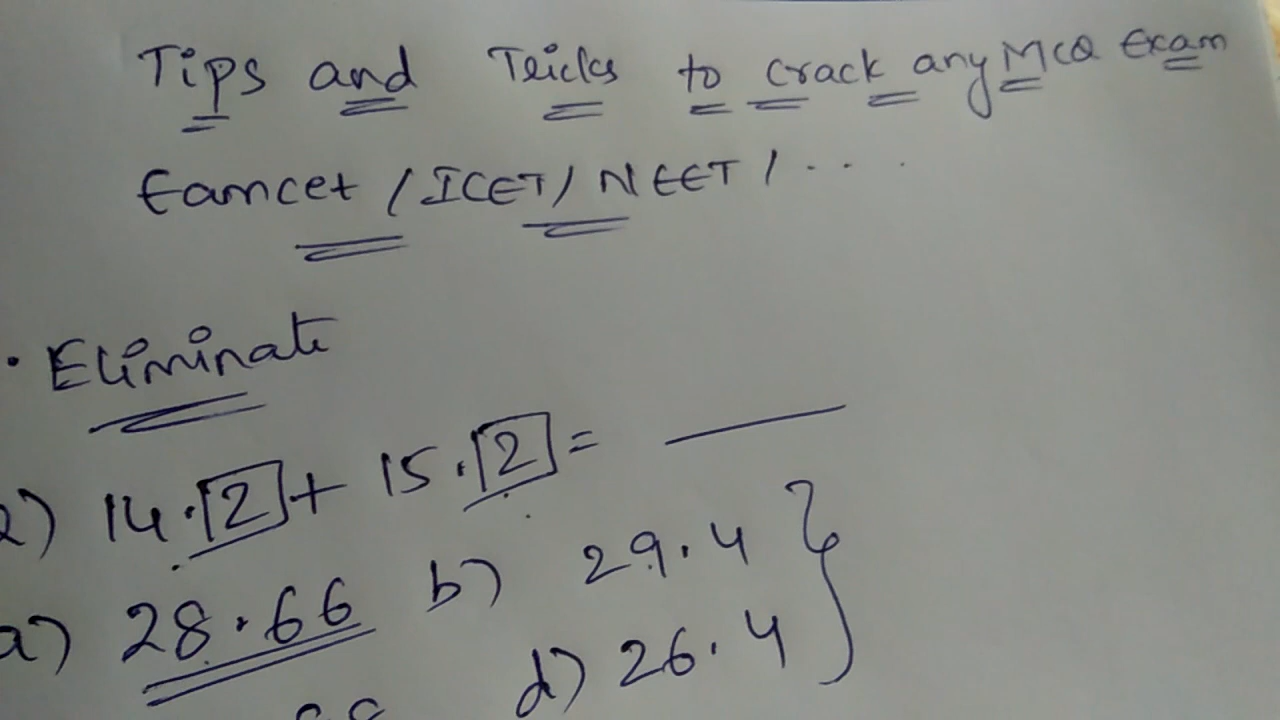 Tips and Tricks to crack any MCQ Exam
Eamcet / ICET / NEET / . . .
. Eliminate
2) 14.2 + 15.2 = ___
a) 28.66 b) 29.4 }
d) 26.4